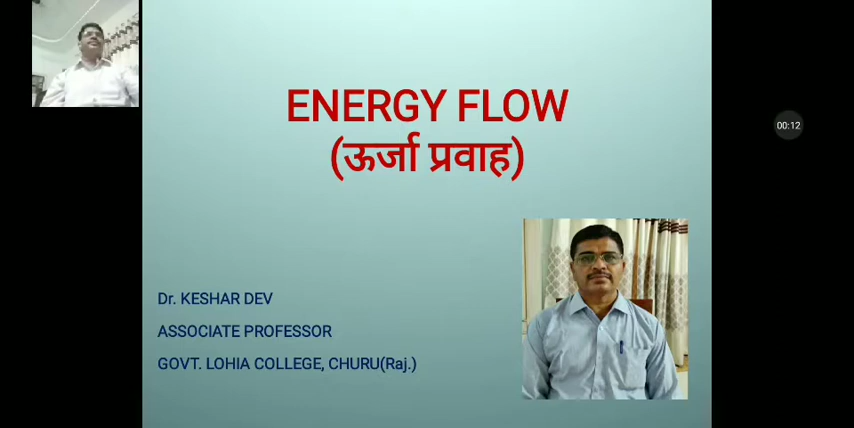 ENERGY FLOW
(ऊर्जा प्रवाह)
00:12
Dr. KESHAR DEV
ASSOCIATE PROFESSOR
GOVT. LOHIA COLLEGE, CHURU(Raj.)